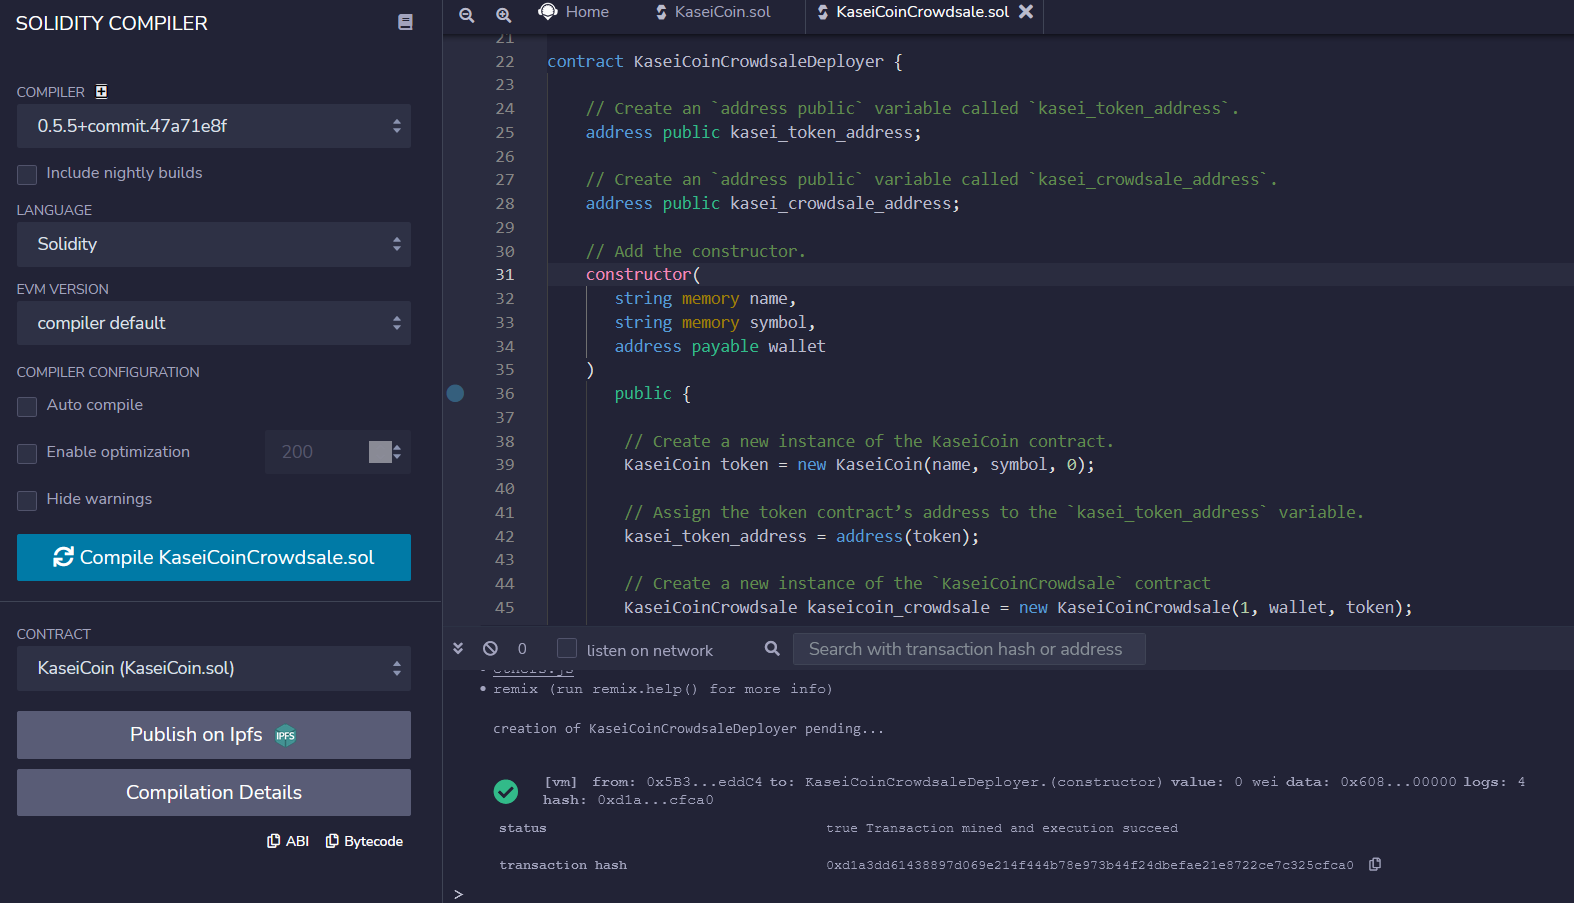 SOLIDITY COMPILER
COMPILER
0.5.5+commit.47a71e8f
Include nightly builds
LANGUAGE
Solidity
EVM VERSION
compiler default
COMPILER CONFIGURATION
Auto compile
Enable optimization 200
Hide warnings
Compile KaseiCoinCrowdsale.sol
CONTRACT
KaseiCoin (KaseiCoin.sol)
Publish on Ipfs IPFS
Compilation Details
ABI Bytecode
Home KaseiCoin.sol KaseiCoinCrowdsale.sol
21
22 contract KaseiCoinCrowdsaleDeployer {
23
24 // Create an `address public` variable called `kasei_token_address`.
25 address public kasei_token_address;
26
27 // Create an `address public` variable called `kasei_crowdsale_address`.
28 address public kasei_crowdsale_address;
29
30 // Add the constructor.
31 constructor(
32 string memory name,
33 string memory symbol,
34 address payable wallet
35 )
36 public {
37
38 // Create a new instance of the KaseiCoin contract.
39 KaseiCoin token = new KaseiCoin(name, symbol, 0);
40
41 // Assign the token contract’s address to the `kasei_token_address` variable.
42 kasei_token_address = address(token);
43
44 // Create a new instance of the `KaseiCoinCrowdsale` contract
45 KaseiCoinCrowdsale kaseicoin_crowdsale = new KaseiCoinCrowdsale(1, wallet, token);
0 listen on network Search with transaction hash or address
ethers.js
• remix (run remix.help() for more info)
creation of KaseiCoinCrowdsaleDeployer pending...
[vm] from: 0x5B3...eddC4 to: KaseiCoinCrowdsaleDeployer.(constructor) value: 0 wei data: 0x608...00000 logs: 4
hash: 0xd1a...cfca0
status true Transaction mined and execution succeed
transaction hash 0xd1a3dd61438897d069e214f444b78e973b44f24dbefae21e8722ce7c325cfca0
>